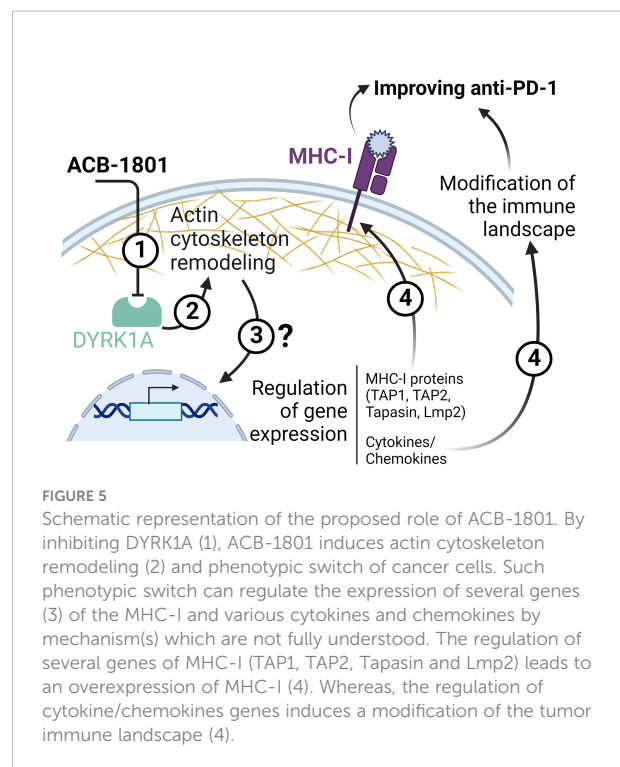 Improving anti-PD-1
MHC-I
ACB-1801
Modification of
the immune
landscape
Actin
cytoskeleton
remodeling
1
2
DYRK1A
3 ?
4
4
Regulation
of gene
expression
MHC-I proteins
(TAP1, TAP2,
Tapasin, Lmp2)
Cytokines/
Chemokines
FIGURE 5
Schematic representation of the proposed role of ACB-1801. By
inhibiting DYRK1A (1), ACB-1801 induces actin cytoskeleton
remodeling (2) and phenotypic switch of cancer cells. Such
phenotypic switch can regulate the expression of several genes
(3) of the MHC-I and various cytokines and chemokines by
mechanism(s) which are not fully understood. The regulation of
several genes of MHC-I (TAP1, TAP2, Tapasin and Lmp2) leads to
an overexpression of MHC-I (4). Whereas, the regulation of
cytokine/chemokines genes induces a modification of the tumor
immune landscape (4).